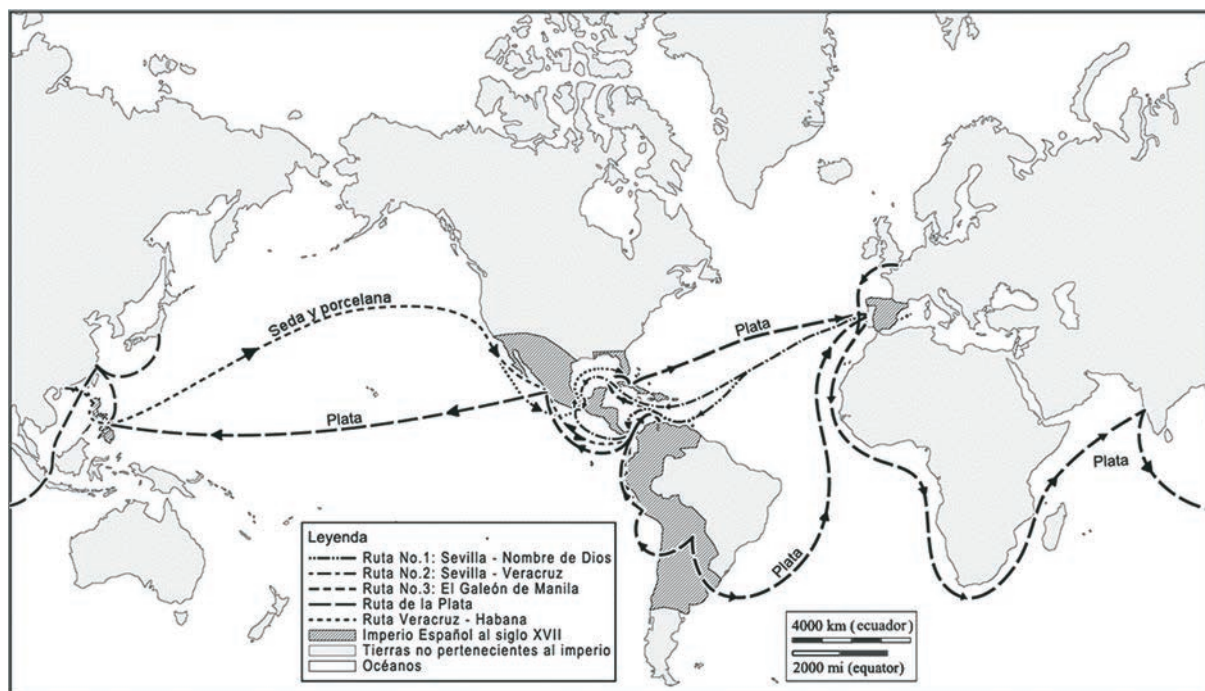 Seda y porcelana
Plata
Plata
Plata
Plata
Leyenda
Ruta No.1: Sevilla - Nombre de Dios
Ruta No.2: Sevilla - Veracruz
Ruta No.3: El Galeón de Manila
Ruta de la Plata
Ruta Veracruz - Habana
Imperio Español al siglo XVII
Tierras no pertenecientes al imperio
Océanos
4000 km (ecuador)
2000 mi (equator)